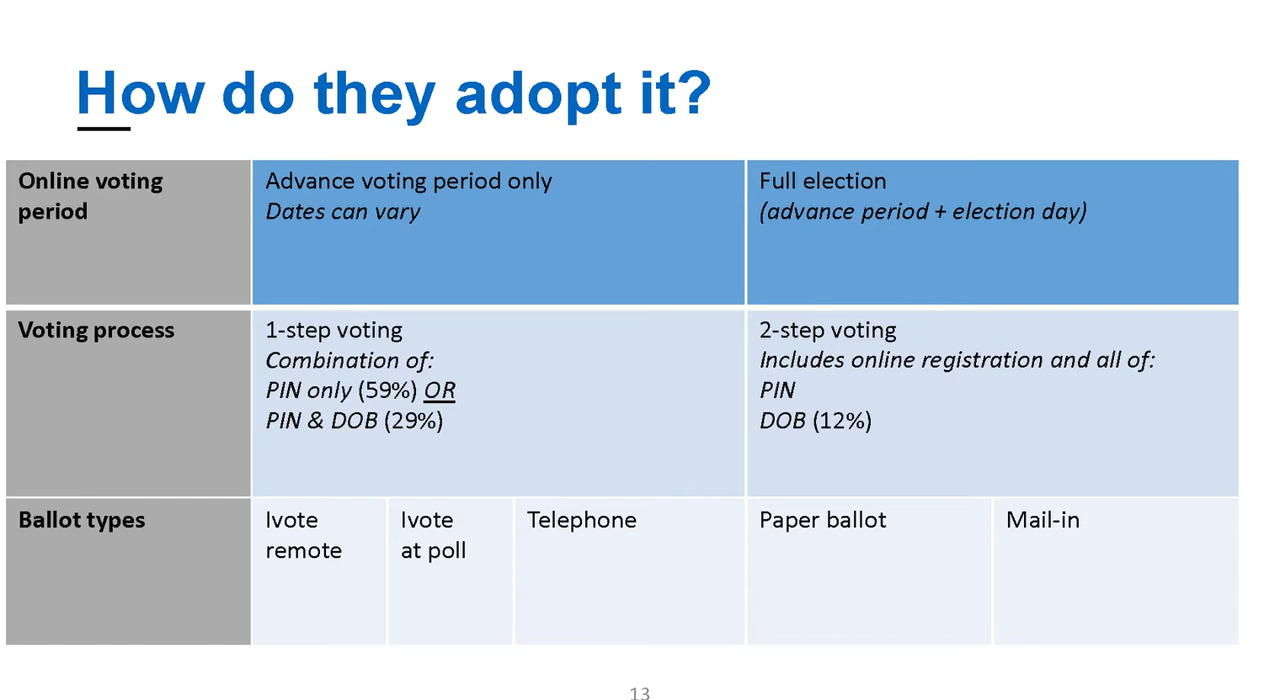 How do they adopt it?
Online voting
period
Advance voting period only
Dates can vary
Full election
(advance period + election day)
Voting process
1-step voting
Combination of:
PIN only (59%) OR
PIN & DOB (29%)
2-step voting
Includes online registration and all of:
PIN
DOB (12%)
Ballot types
Ivote
remote
Ivote
at poll
Telephone
Paper ballot
Mail-in
13